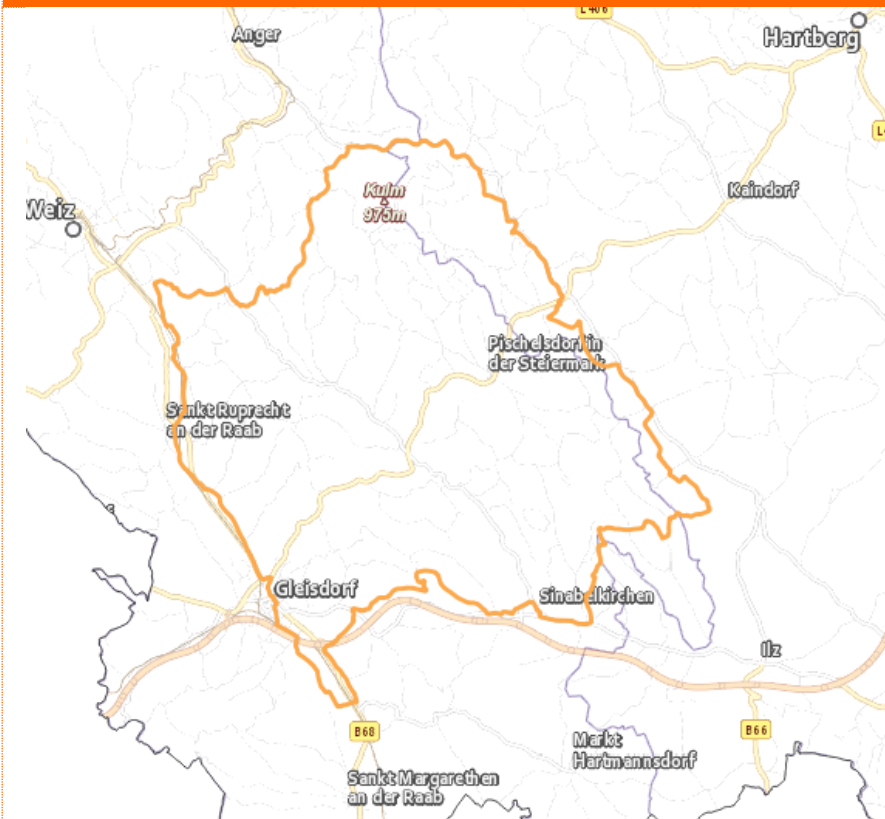 L 406
Anger
Hartberg
L
Kulm
975m
Kaindorf
Weiz
Pischelsdorf in
der Steiermark
Sankt Ruprecht
an der Raab
Gleisdorf
Sinabelkirchen
Ilz
B68
B66
Markt
Hartmannsdorf
Sankt Margarethen
an der Raab